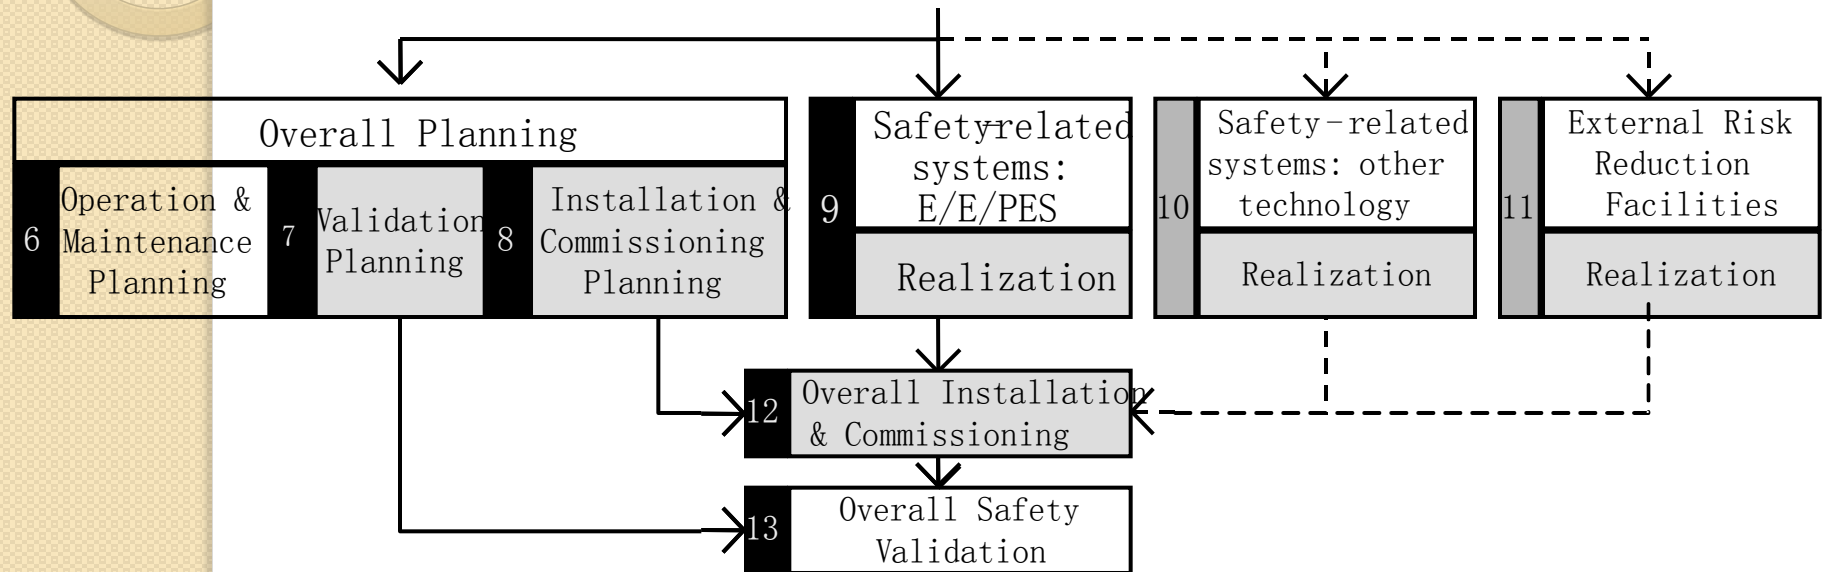 Overall Planning
6
Operation &
Maintenance
Planning
7
Validation
Planning
8
Installation &
Commissioning
Planning
9
Safety-related
systems:
E/E/PES
Realization
10
Safety-related
systems: other
technology
Realization
11
External Risk
Reduction
Facilities
Realization
12
Overall Installation
& Commissioning
13
Overall Safety
Validation